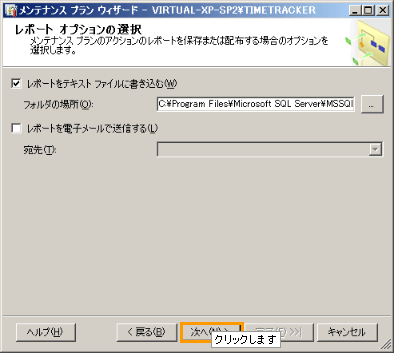 メンテナンス プラン ウィザード - VIRTUAL-XP-SP2¥TIMETRACKER
レポート オプションの選択
メンテナンス プランのアクションのレポートを保存または配布する場合のオプションを
選択します。
レポートをテキスト ファイルに書き込む(W)
フォルダの場所(O):
C:¥Program Files¥Microsoft SQL Server¥MSSQL
...
レポートを電子メールで送信する(L)
宛先(T):
ヘルプ(H)
< 戻る(B)
次へ(N) >
キャンセル
クリックします